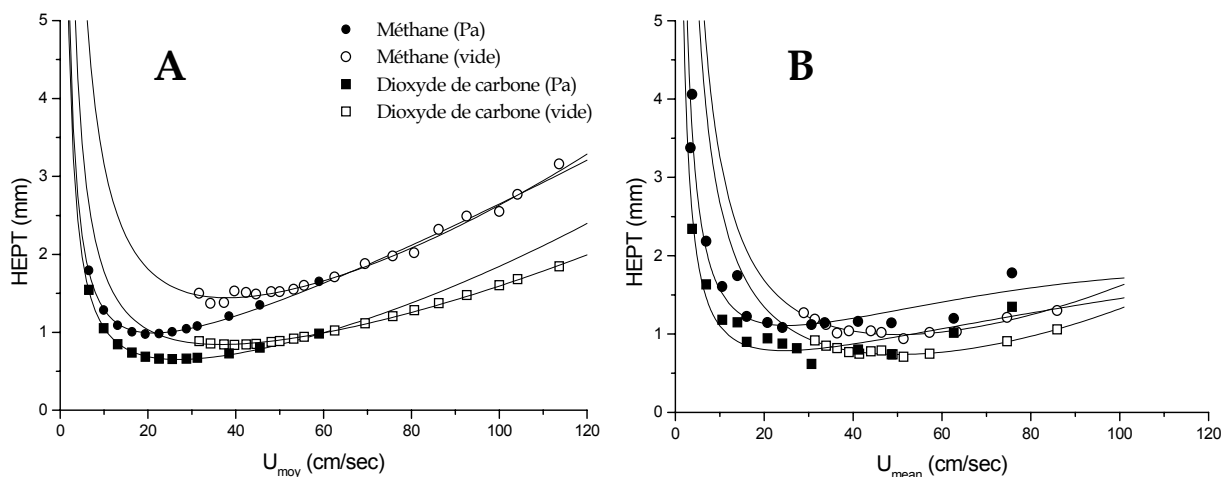 A
Méthane (Pa)
Méthane (vide)
Dioxyde de carbone (Pa)
Dioxyde de carbone (vide)
HEPT (mm)
5
4
3
2
1
0
0 20 40 60 80 100 120
Umoy (cm/sec)
B
HEPT (mm)
5
4
3
2
1
0
0 20 40 60 80 100 120
Umean (cm/sec)